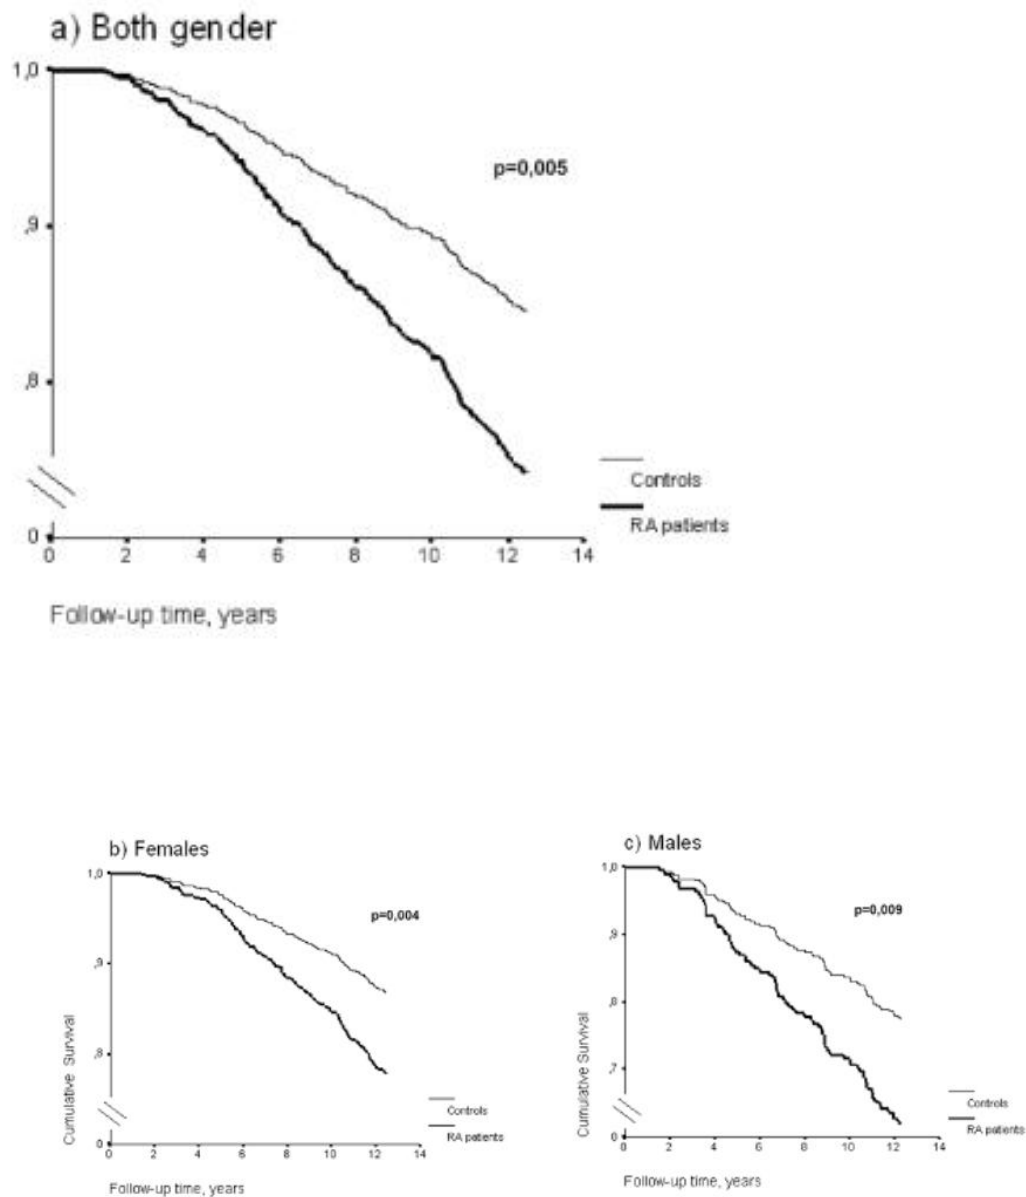 a) Both gender
1,0
p=0,005
,9
,8
Controls
RA patients
0
0 2 4 6 8 10 12 14
Follow-up time, years
b) Females
1,0
p=0,004
,9
,8
Cumulative Survival
Controls
RA patients
0
0 2 4 6 8 10 12 14
Follow-up time, years
c) Males
1,0
p=0,009
,9
,8
,7
Cumulative Survival
Controls
RA patients
0
0 2 4 6 8 10 12 14
Follow-up time, years